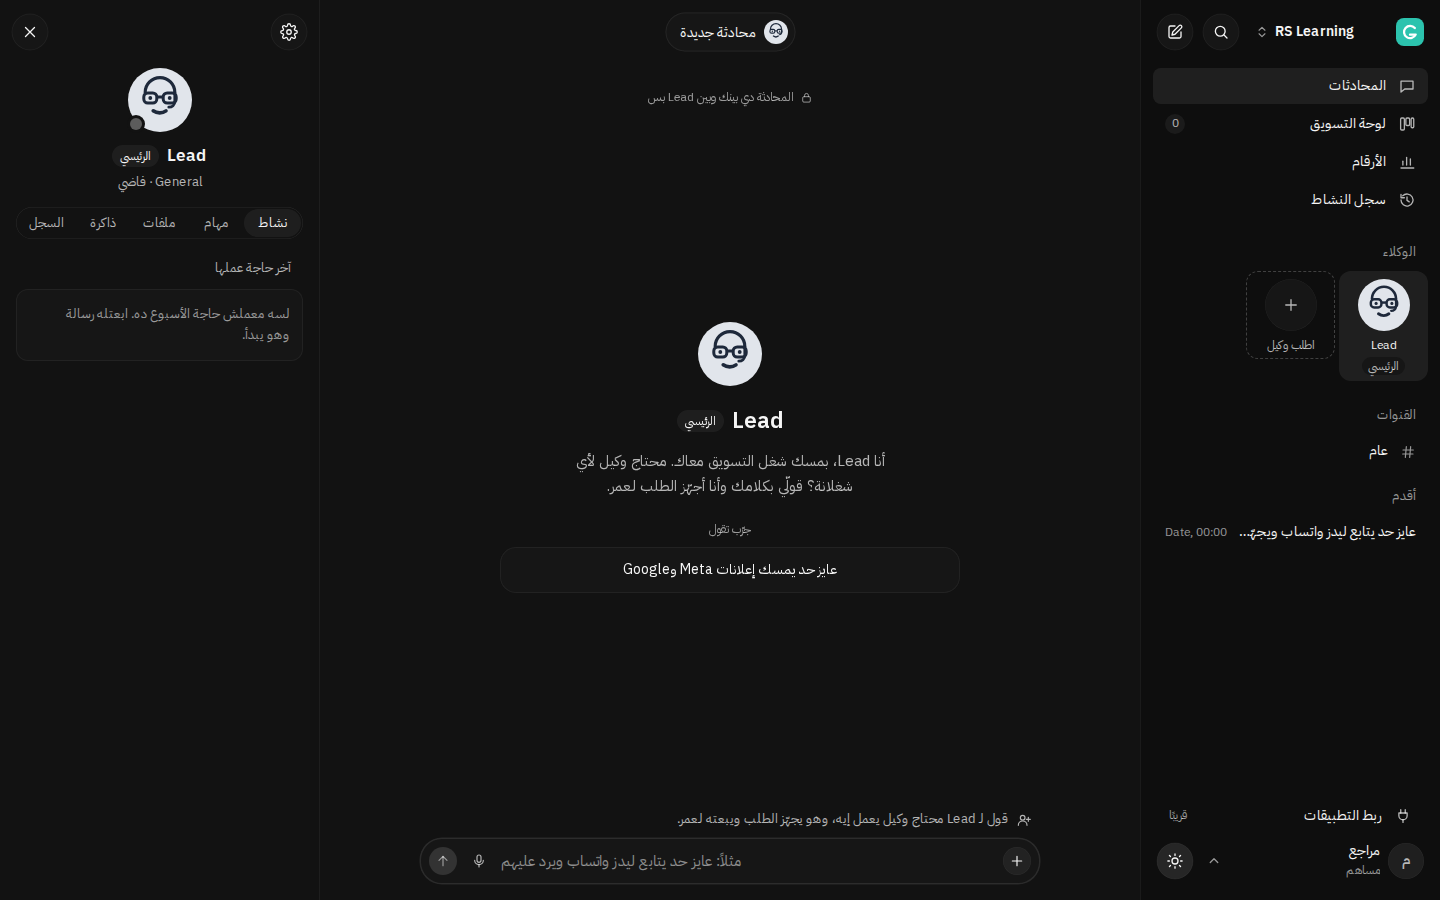 RS Learning
المحادثات
لوحة التسويق
0
الأرقام
سجل النشاط
الوكلاء
Lead
الرئيسي
اطلب وكيل
القنوات
عام
أقدم
عايز حد يتابع ليدز واتساب ويجهّ...
Date, 00:00
ربط التطبيقات
قريبًا
م
مراجع
مساهم
محادثة جديدة
المحادثة دي بينك وبين Lead بس
Lead الرئيسي
أنا Lead، بمسك شغل التسويق معاك. محتاج وكيل لأي
شغلانة؟ قولّي بكلامك وأنا أجهّز الطلب لعمر.
جرّب تقول
عايز حد يمسك إعلانات Meta وGoogle
قول لـ Lead محتاج وكيل يعمل إيه، وهو يجهّز الطلب ويبعته لعمر.
مثلاً: عايز حد يتابع ليدز واتساب ويرد عليهم
Lead الرئيسي
General · فاضي
نشاط
مهام
ملفات
ذاكرة
السجل
آخر حاجة عملها
لسه معملش حاجة الأسبوع ده. ابعتله رسالة
وهو يبدأ.